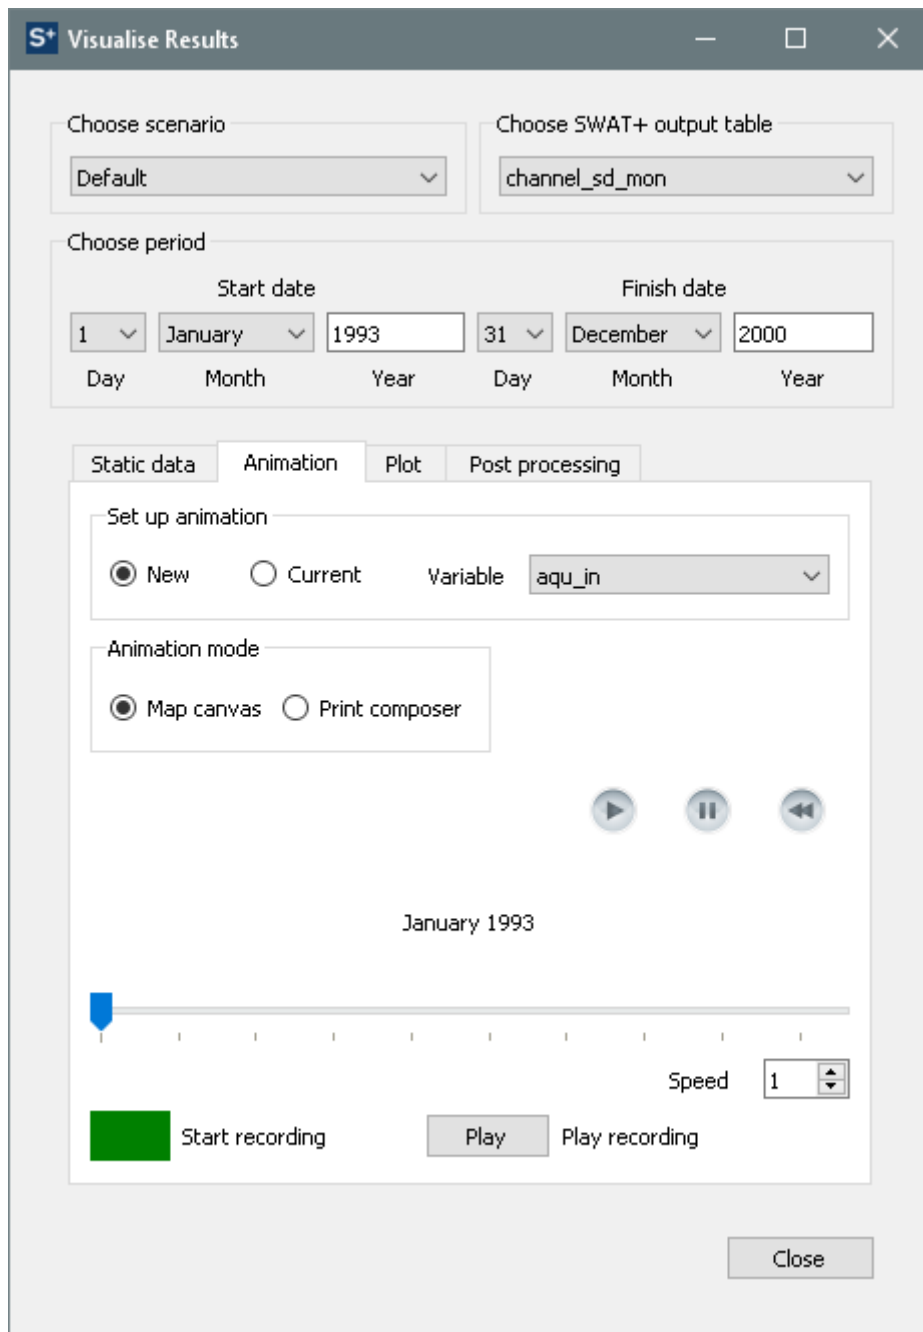 S+ Visualise Results
Choose scenario Choose SWAT+ output table
Default channel_sd_mon
Choose period
Start date Finish date
1 January 1993 31 December 2000
Day Month Year Day Month Year
Static data Animation Plot Post processing
Set up animation
New Current Variable aqu_in
Animation mode
Map canvas Print composer
January 1993
Speed 1
Start recording Play Play recording
Close